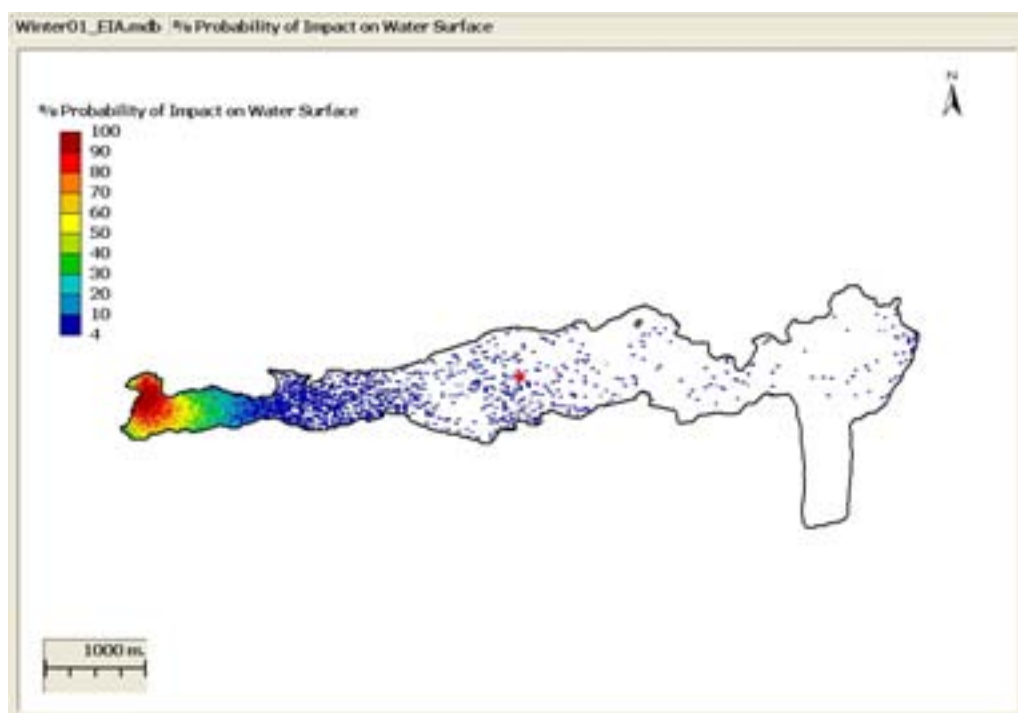 Winter01_EIA.mdb % Probability of Impact on Water Surface
N
% Probability of Impact on Water Surface
100
90
80
70
60
50
40
30
20
10
4
1000 m.